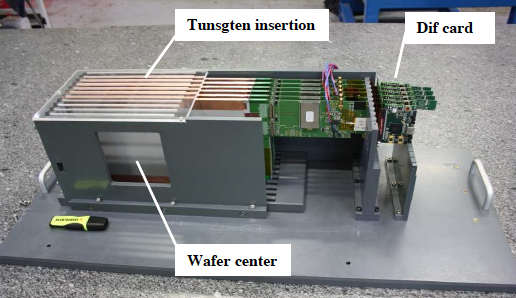 Tunsgten insertion
Dif card
Wafer center